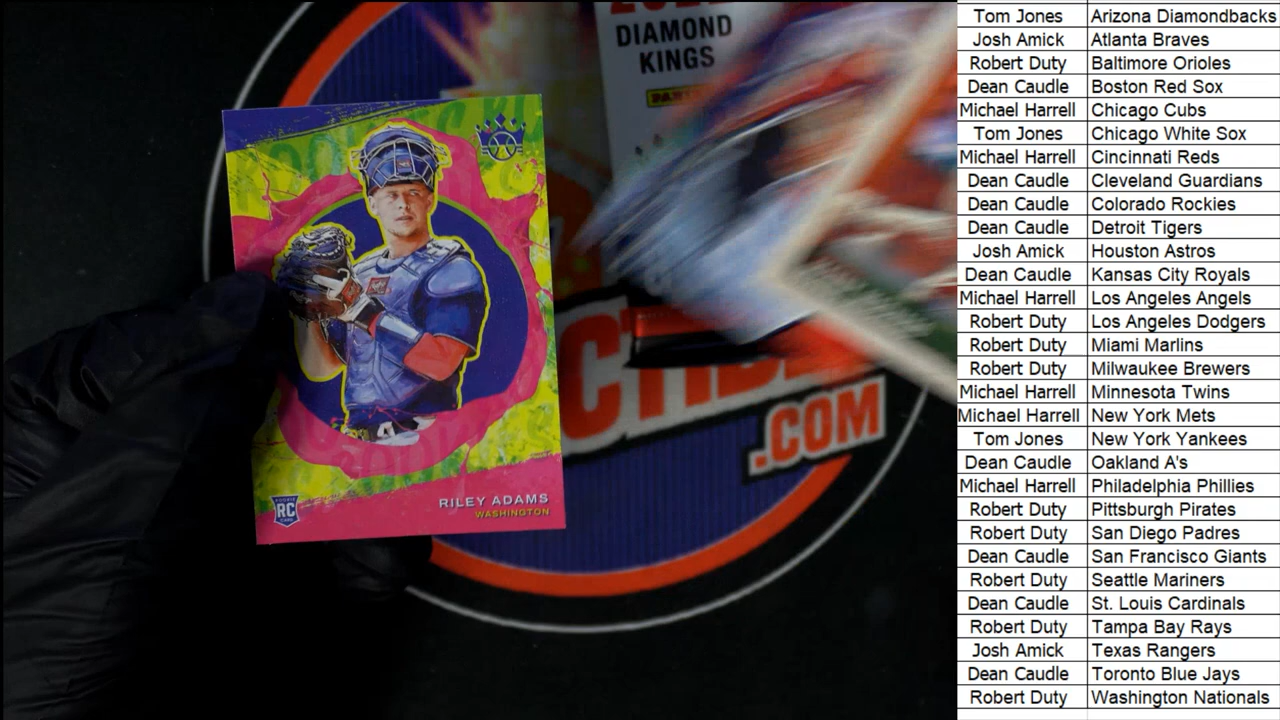 DIAMOND
KINGS
PANINI
RILEY ADAMS
WASHINGTON
ROOKIE
RC
CARD
.COM
Tom Jones Arizona Diamondbacks
Josh Amick Atlanta Braves
Robert Duty Baltimore Orioles
Dean Caudle Boston Red Sox
Michael Harrell Chicago Cubs
Tom Jones Chicago White Sox
Michael Harrell Cincinnati Reds
Dean Caudle Cleveland Guardians
Dean Caudle Colorado Rockies
Dean Caudle Detroit Tigers
Josh Amick Houston Astros
Dean Caudle Kansas City Royals
Michael Harrell Los Angeles Angels
Robert Duty Los Angeles Dodgers
Robert Duty Miami Marlins
Robert Duty Milwaukee Brewers
Michael Harrell Minnesota Twins
Michael Harrell New York Mets
Tom Jones New York Yankees
Dean Caudle Oakland A's
Michael Harrell Philadelphia Phillies
Robert Duty Pittsburgh Pirates
Robert Duty San Diego Padres
Dean Caudle San Francisco Giants
Robert Duty Seattle Mariners
Dean Caudle St. Louis Cardinals
Robert Duty Tampa Bay Rays
Josh Amick Texas Rangers
Dean Caudle Toronto Blue Jays
Robert Duty Washington Nationals